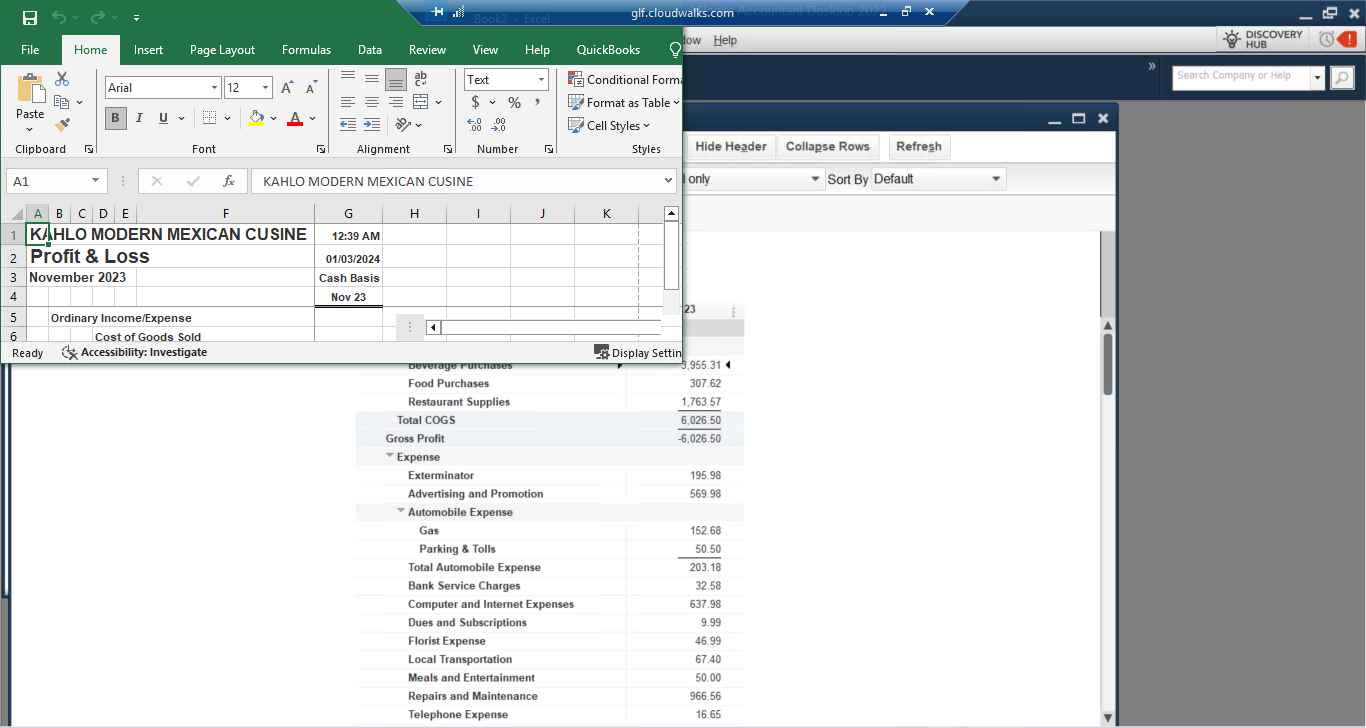 Book2 - Excel
glf.cloudwalks.com
Accountant Desktop 202
File Home Insert Page Layout Formulas Data Review View Help QuickBooks
Help
DISCOVERY
HUB
Search Company or Help
Paste
Clipboard
Arial 12
B I U
Font
ab
Alignment
Text
$ % ,
Number
Conditional Forma
Format as Table
Cell Styles
Styles
A1
fx
KAHLO MODERN MEXICAN CUSINE
Hide Header Collapse Rows Refresh
only Sort By Default
A B C D E F G H I J K
1 KAHLO MODERN MEXICAN CUSINE 12:39 AM
2 Profit & Loss 01/03/2024
3 November 2023 Cash Basis
4 Nov 23
5 Ordinary Income/Expense
6 Cost of Goods Sold
Ready Accessibility: Investigate Display Settin
23
Beverage Purchases 3,955.31
Food Purchases 307.62
Restaurant Supplies 1,763.57
Total COGS 6,026.50
Gross Profit -6,026.50
Expense
Exterminator 195.98
Advertising and Promotion 569.98
Automobile Expense
Gas 152.68
Parking & Tolls 50.50
Total Automobile Expense 203.18
Bank Service Charges 32.58
Computer and Internet Expenses 637.98
Dues and Subscriptions 9.99
Florist Expense 46.99
Local Transportation 67.40
Meals and Entertainment 50.00
Repairs and Maintenance 966.56
Telephone Expense 16.65